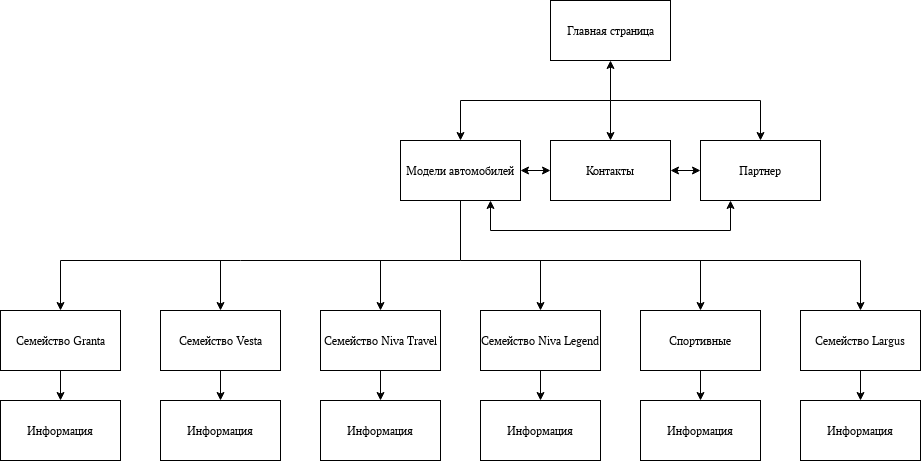 Главная страница
Модели автомобилей
Контакты
Партнер
Семейство Granta
Семейство Vesta
Семейство Niva Travel
Семейство Niva Legend
Спортивные
Семейство Largus
Информация
Информация
Информация
Информация
Информация
Информация